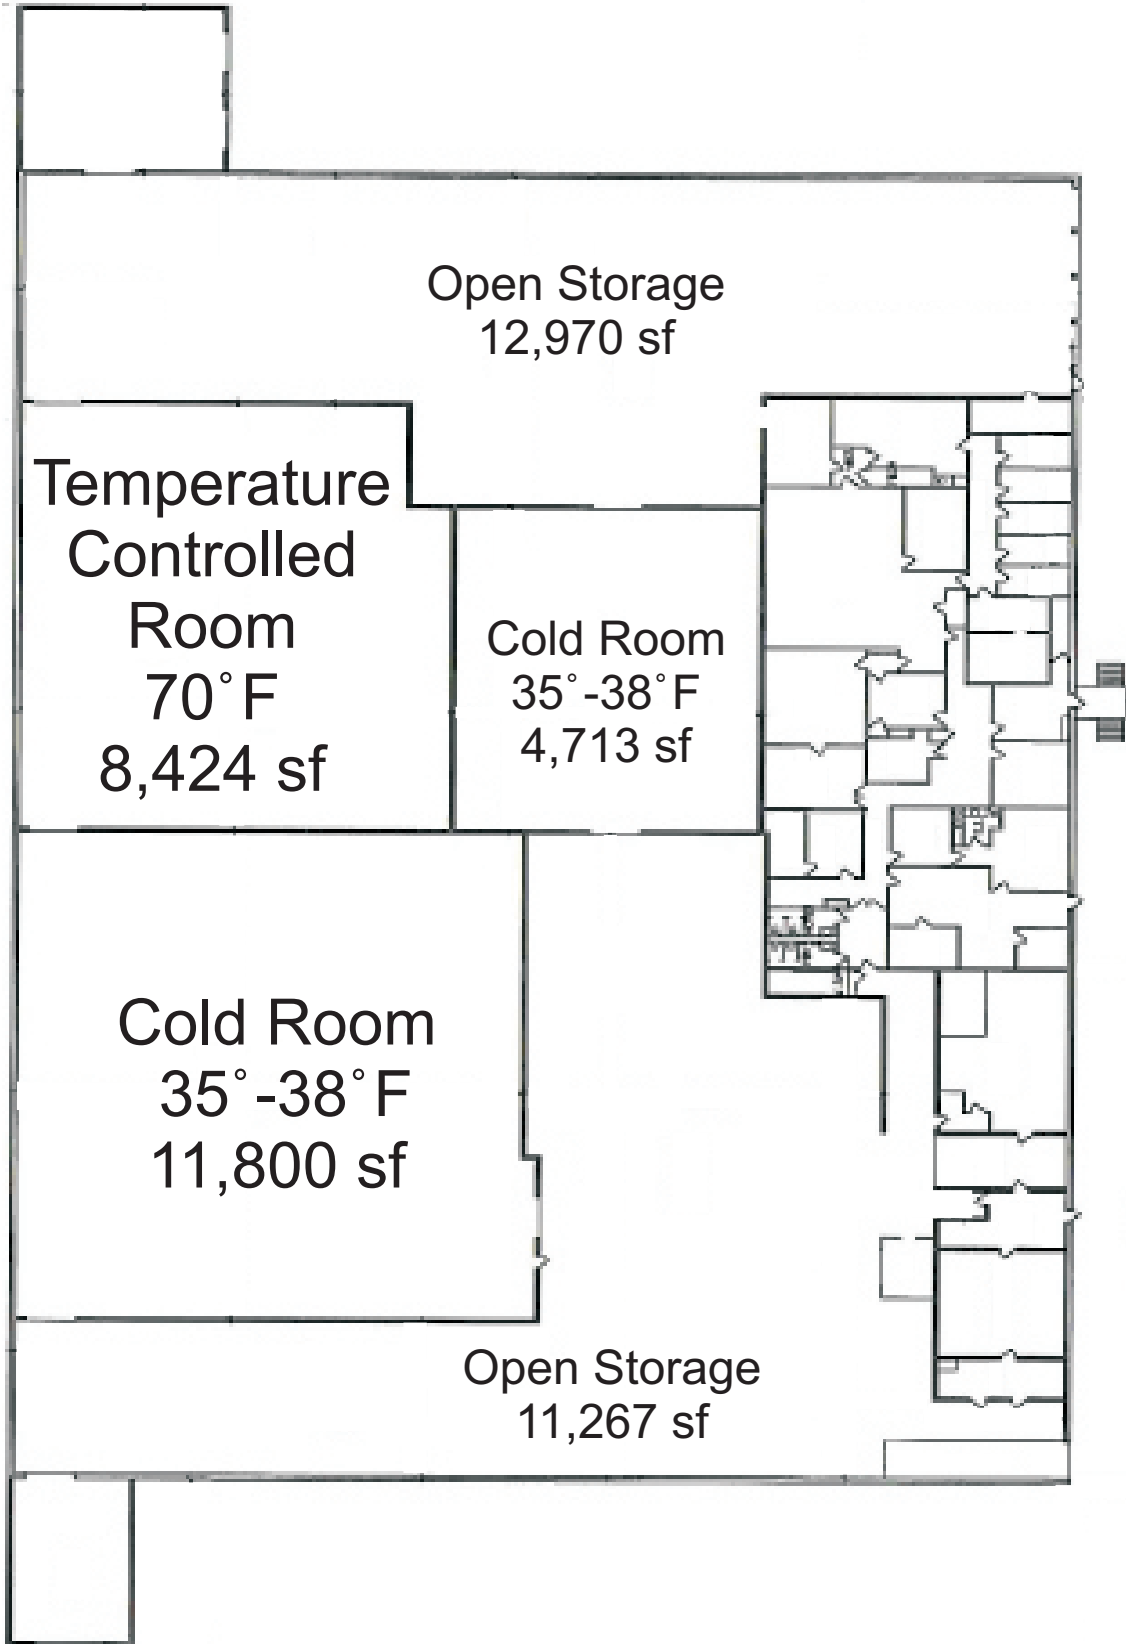 Open Storage
12,970 sf
Temperature
Controlled
Room
70°F
8,424 sf
Cold Room
35°-38°F
4,713 sf
Cold Room
35°-38°F
11,800 sf
Open Storage
11,267 sf